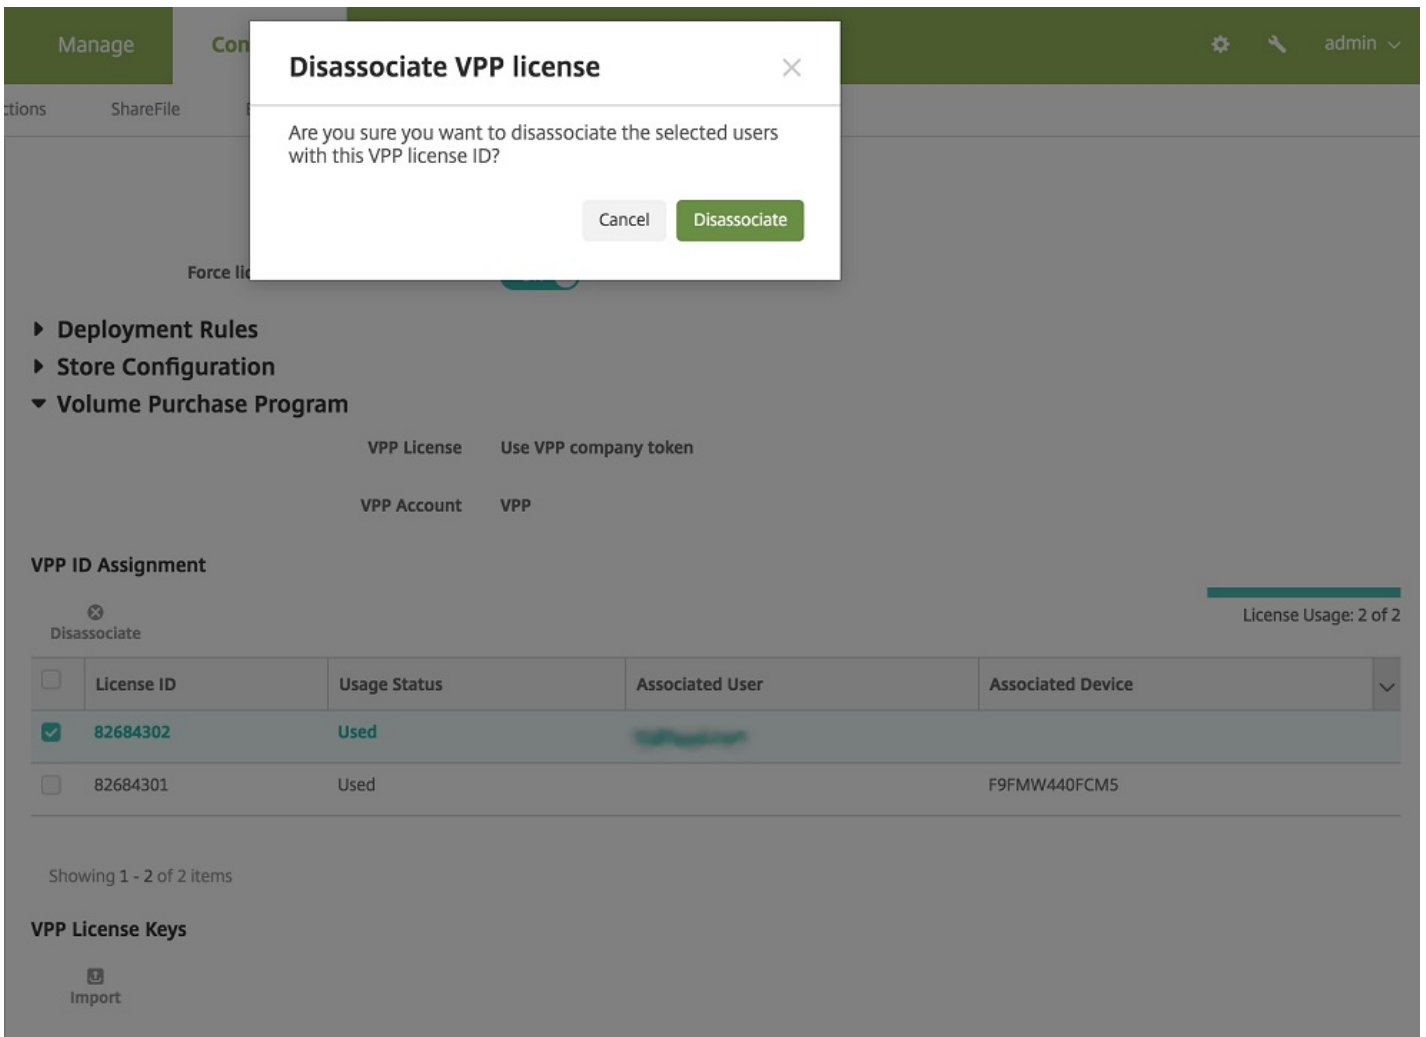 Manage
Con
admin
ctions
ShareFile
Disassociate VPP license
Are you sure you want to disassociate the selected users
with this VPP license ID?
Cancel
Disassociate
Force lic
Deployment Rules
Store Configuration
Volume Purchase Program
VPP License
Use VPP company token
VPP Account
VPP
VPP ID Assignment
Disassociate
License Usage: 2 of 2
License ID
Usage Status
Associated User
Associated Device
82684302
Used
82684301
Used
F9FMW440FCM5
Showing 1 - 2 of 2 items
VPP License Keys
Import